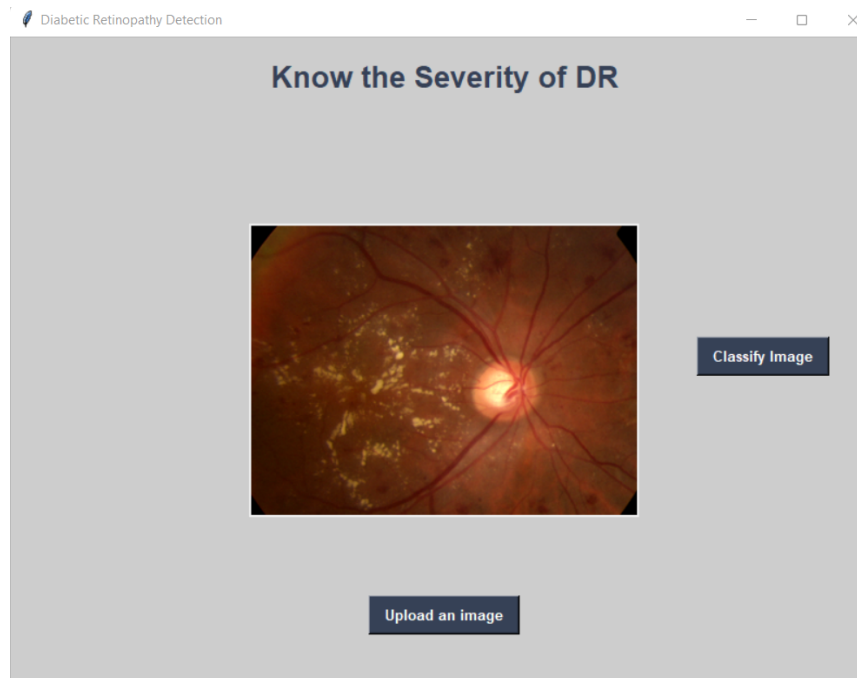 Diabetic Retinopathy Detection
Know the Severity of DR
Classify Image
Upload an image